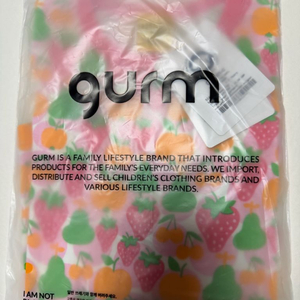 gurm
GURM IS A FAMILY LIFESTYLE BRAND THAT INTRODUCES
PRODUCTS FOR THE FAMILY'S EVERYDAY NEEDS. WE IMPORT,
DISTRIBUTE AND SELL CHILDREN'S CLOTHING BRANDS AND
VARIOUS LIFESTYLE BRANDS.
I AM NOT